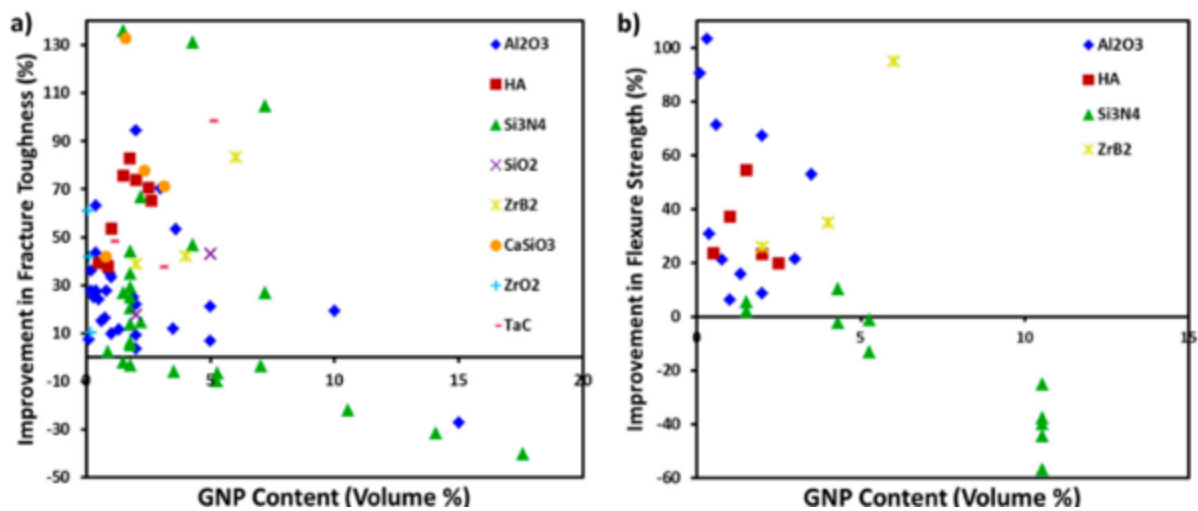 a)
Improvement in Fracture Toughness (%)
130
110
90
70
50
30
10
-10
-30
-50
0
5
10
15
20
GNP Content (Volume %)
Al2O3
HA
Si3N4
SiO2
ZrB2
CaSiO3
ZrO2
TaC
b)
Improvement in Flexure Strength (%)
100
80
60
40
20
0
-20
-40
-60
0
5
10
15
GNP Content (Volume %)
Al2O3
HA
Si3N4
ZrB2